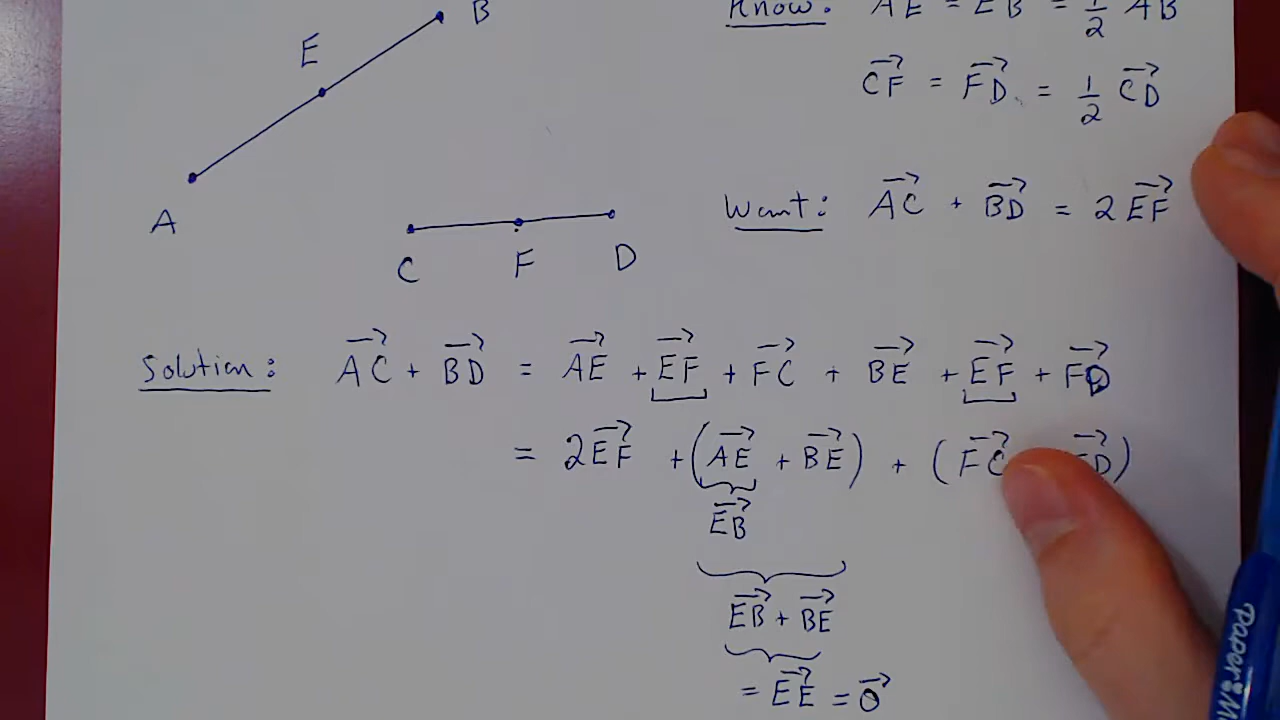 B
Know: AE = EB = 1/2 AB
E
CF⃗ = FD⃗ = 1/2 CD⃗
A
Want: AC⃗ + BD⃗ = 2EF⃗
C F D
Solution: AC⃗ + BD⃗ = AE⃗ + EF⃗ + FC⃗ + BE⃗ + EF⃗ + FD⃗
= 2EF⃗ + (AE⃗ + BE⃗) + (FC⃗ D⃗)
EB⃗
EB⃗ + BE⃗
= EE⃗ = 0⃗
Paper:M